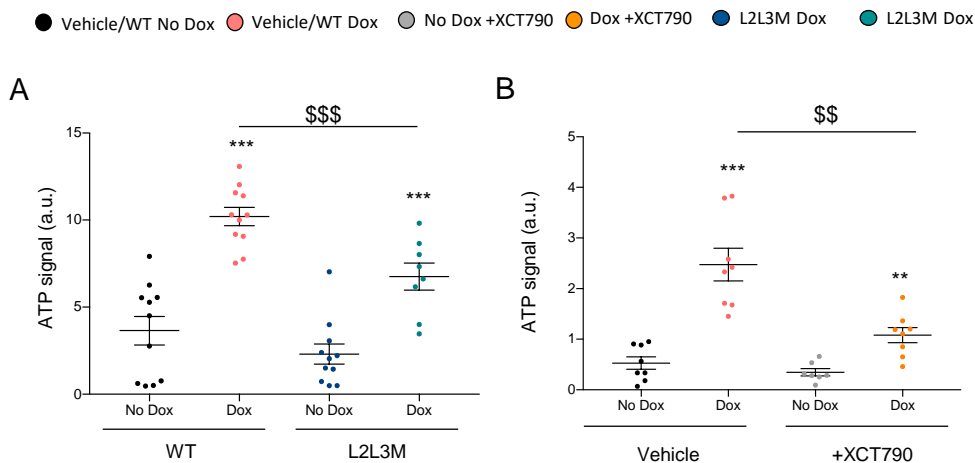 Vehicle/WT No Dox Vehicle/WT Dox No Dox +XCT790 Dox +XCT790 L2L3M Dox L2L3M Dox
A
$$$
15
10
5
0
ATP signal (a.u.)
***
***
No Dox Dox No Dox Dox
WT L2L3M
B
$$
5
4
3
2
1
0
ATP signal (a.u.)
***
**
No Dox Dox No Dox Dox
Vehicle +XCT790